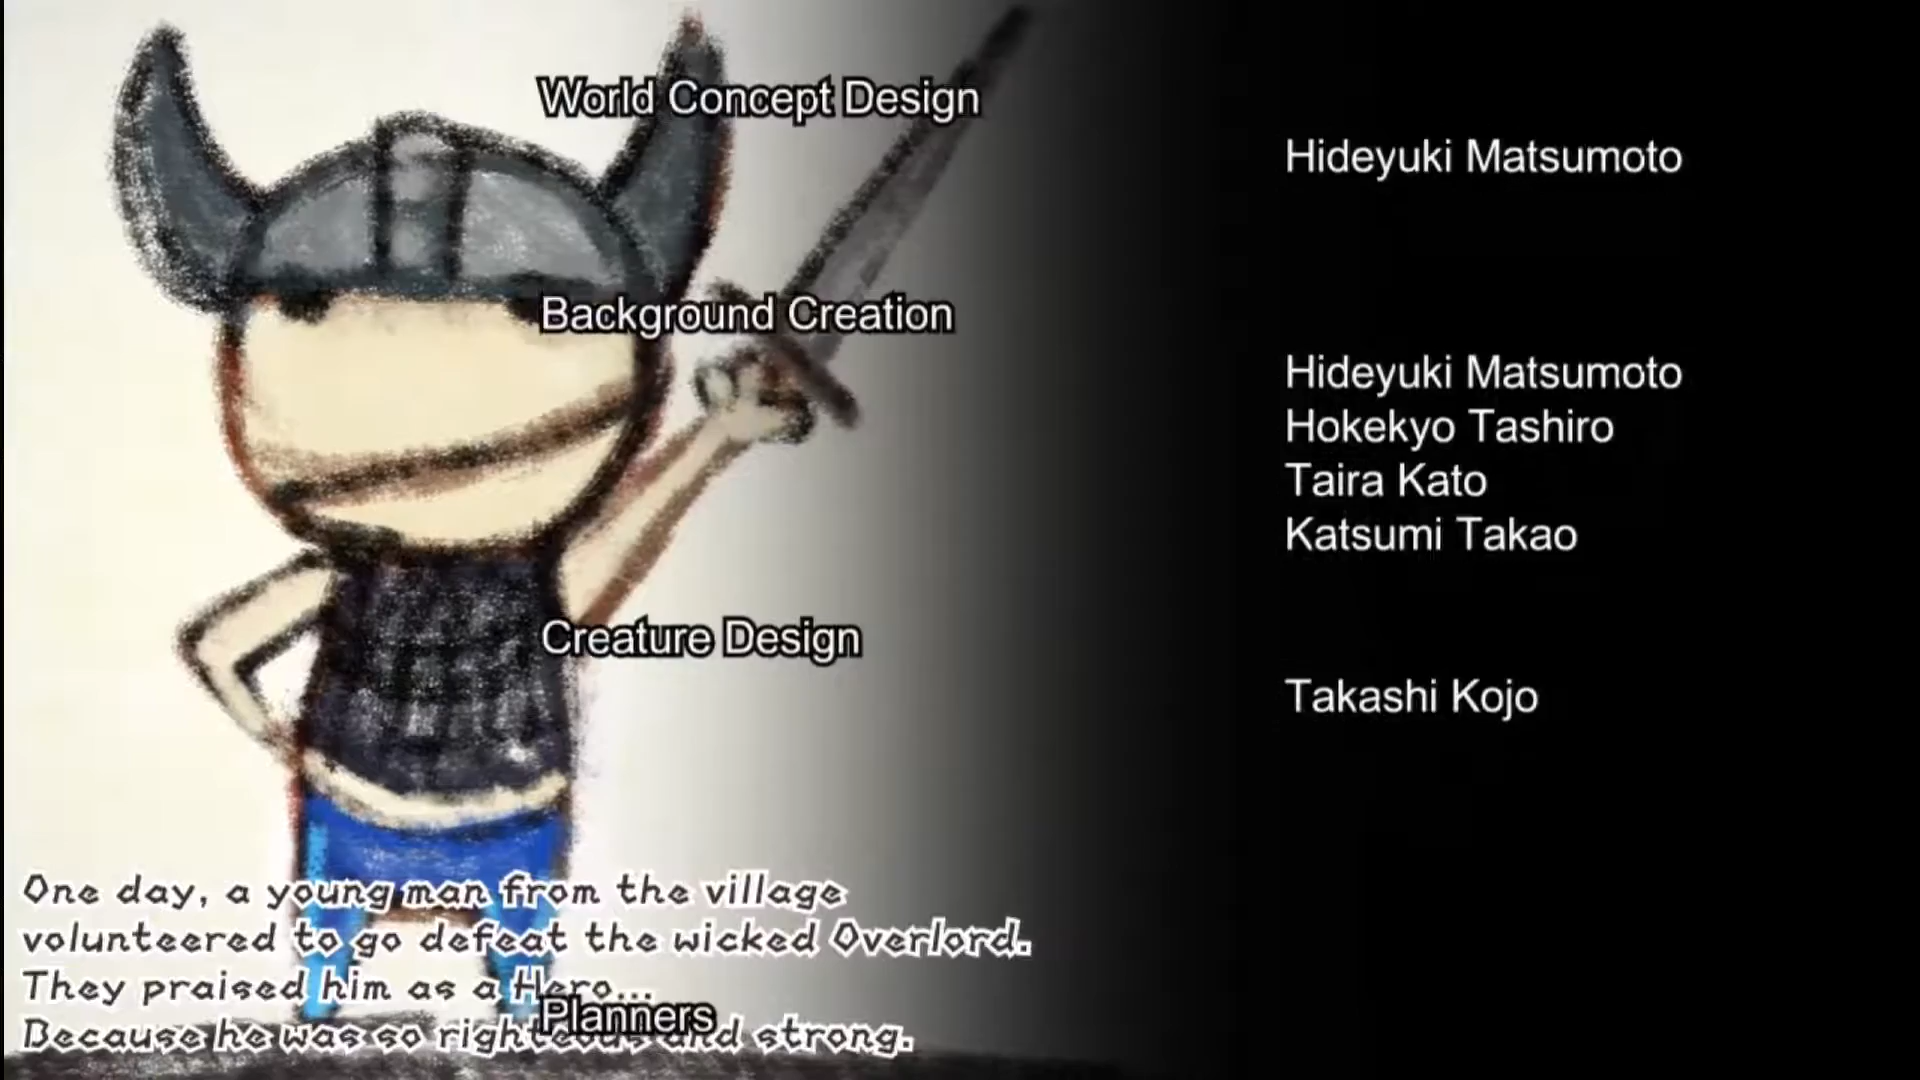 World Concept Design
Hideyuki Matsumoto
Background Creation
Hideyuki Matsumoto
Hokekyo Tashiro
Taira Kato
Katsumi Takao
Creature Design
Takashi Kojo
One day, a young man from the village
volunteered to go defeat the wicked Overlord.
They praised him as a Hero...
Because he was so righteous and strong.
Planners